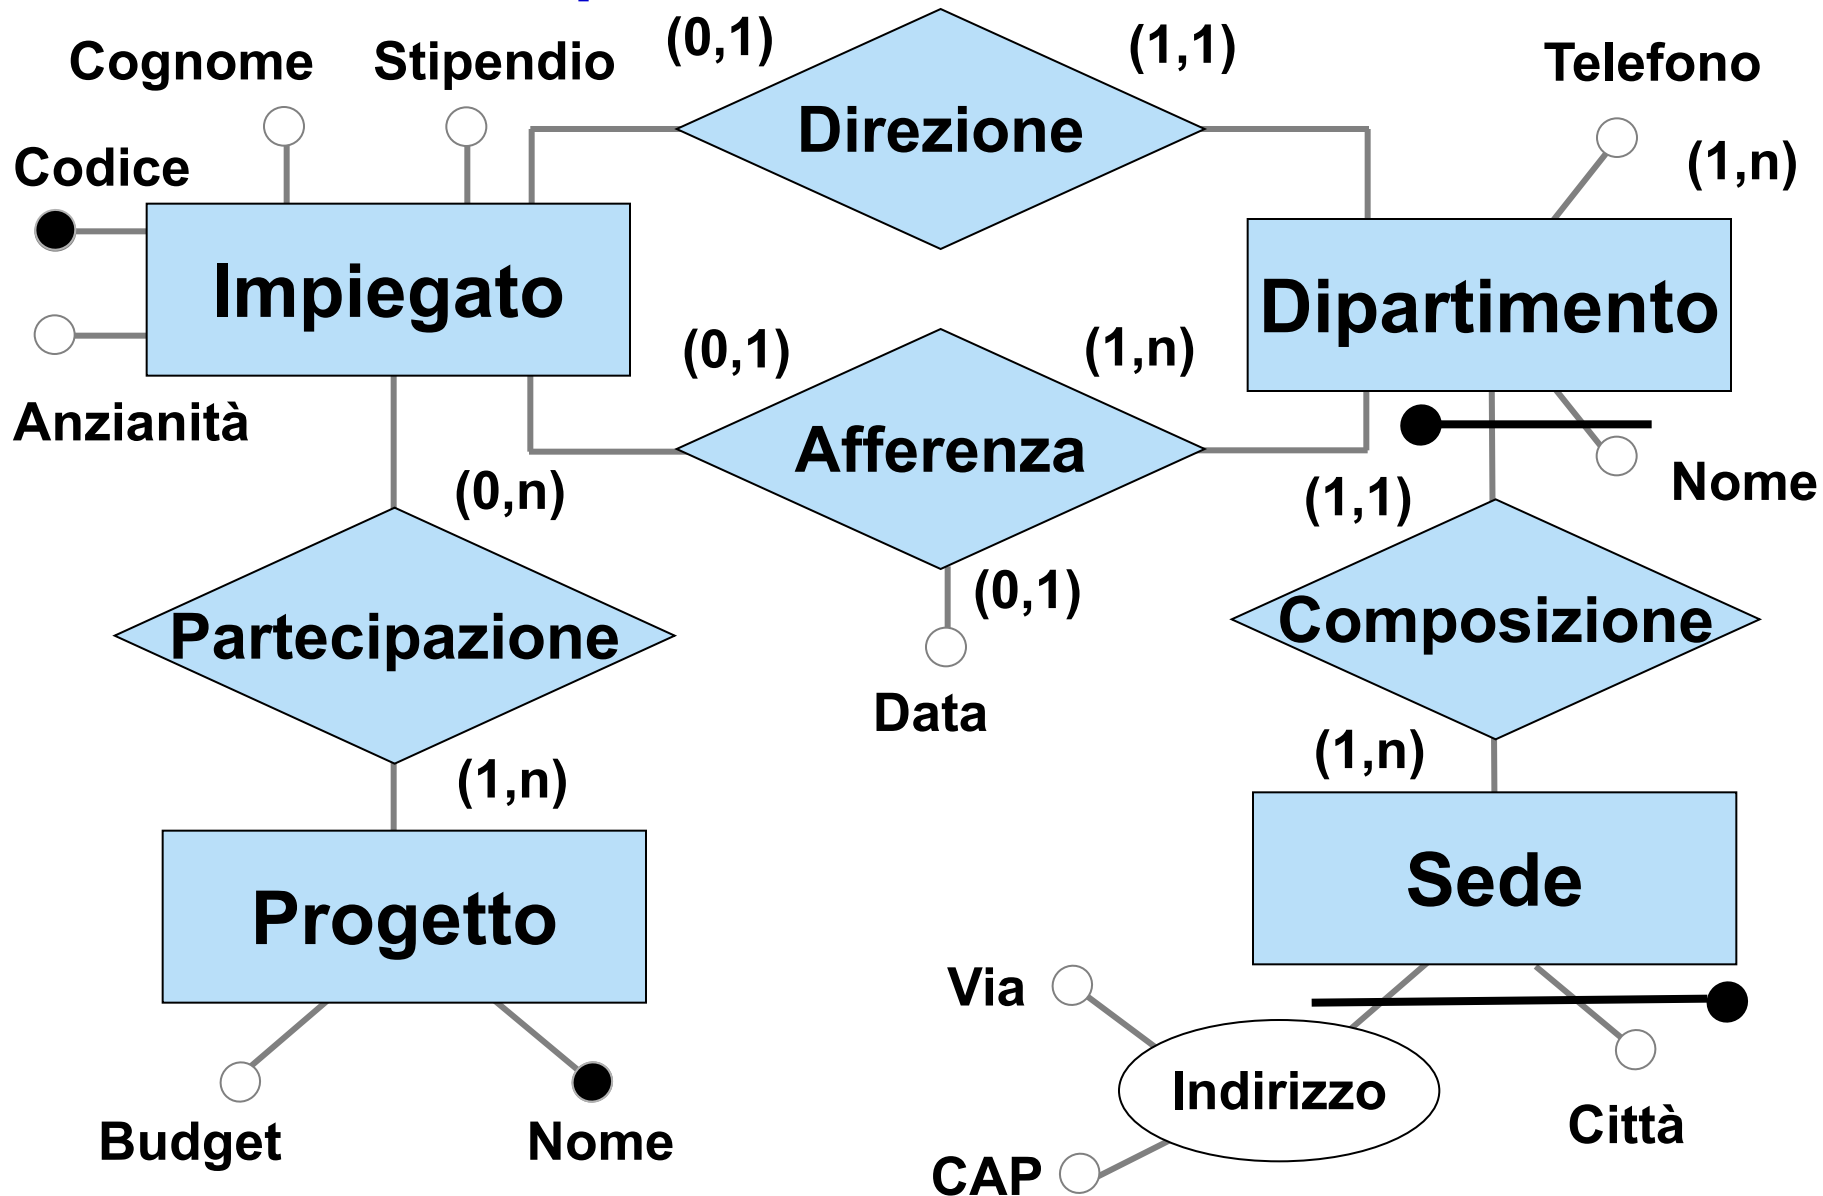 (0,1)
(1,1)
Cognome
Stipendio
Telefono
Direzione
Codice
(1,n)
Impiegato
Dipartimento
(0,1)
(1,n)
Anzianità
Afferenza
(0,n)
(1,1)
Nome
(0,1)
Partecipazione
Composizione
Data
(1,n)
(1,n)
Progetto
Sede
Via
Indirizzo
Città
Budget
Nome
CAP